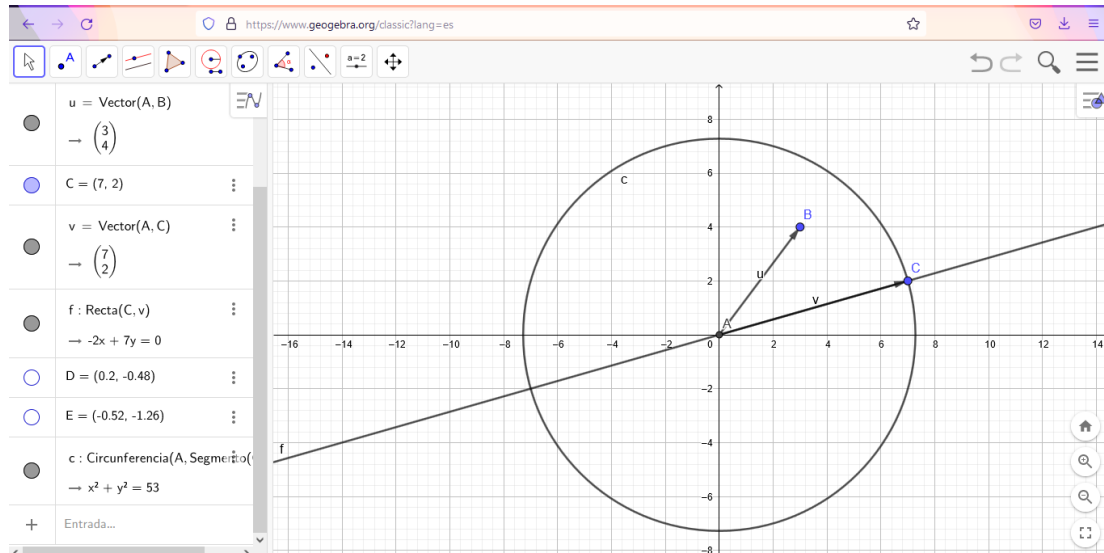 https://www.geogebra.org/classic?lang=es
A
a=2
u = Vector(A, B)
→ (3 4)
C = (7, 2)
v = Vector(A, C)
→ (7 2)
f : Recta(C, v)
→ -2x + 7y = 0
D = (0.2, -0.48)
E = (-0.52, -1.26)
c : Circunferencia(A, Segmento(
→ x² + y² = 53
Entrada...
8
6
4
2
−2
−4
−6
−8
−16 −14 −12 −10 −8 −6 −4 −2 0 2 4 6 8 10 12 14
c
B
u
C
v
A
f